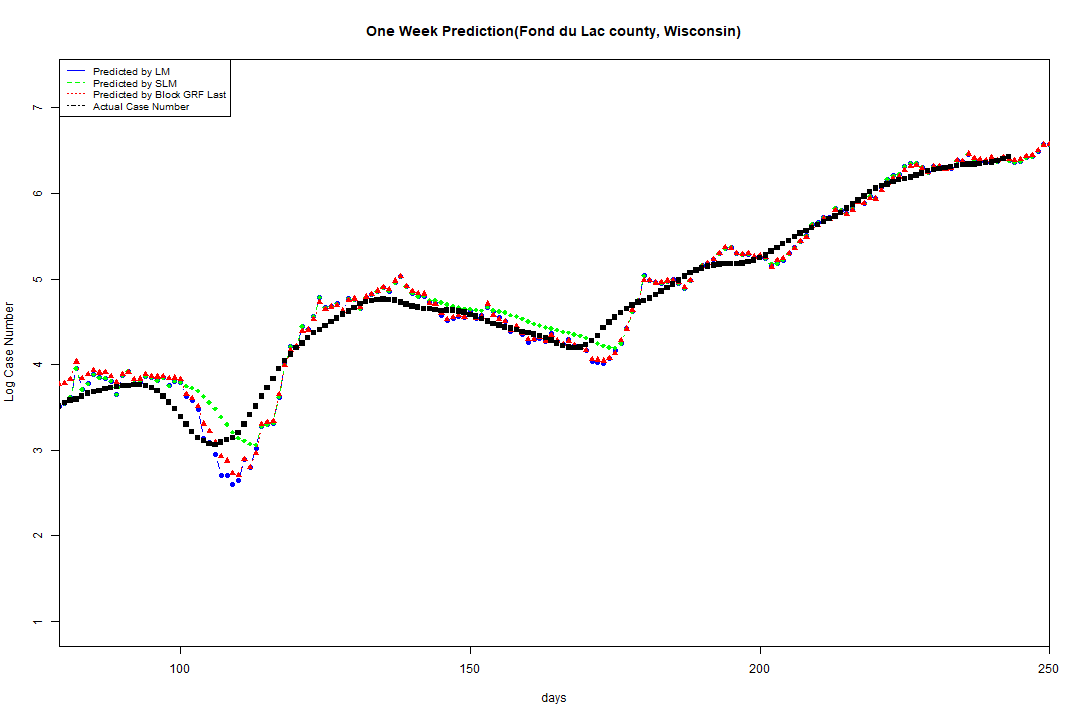 One Week Prediction(Fond du Lac county, Wisconsin)
Predicted by LM
Predicted by SLM
Predicted by Block GRF Last
Actual Case Number
7
6
5
4
3
2
1
Log Case Number
100 150 200 250
days